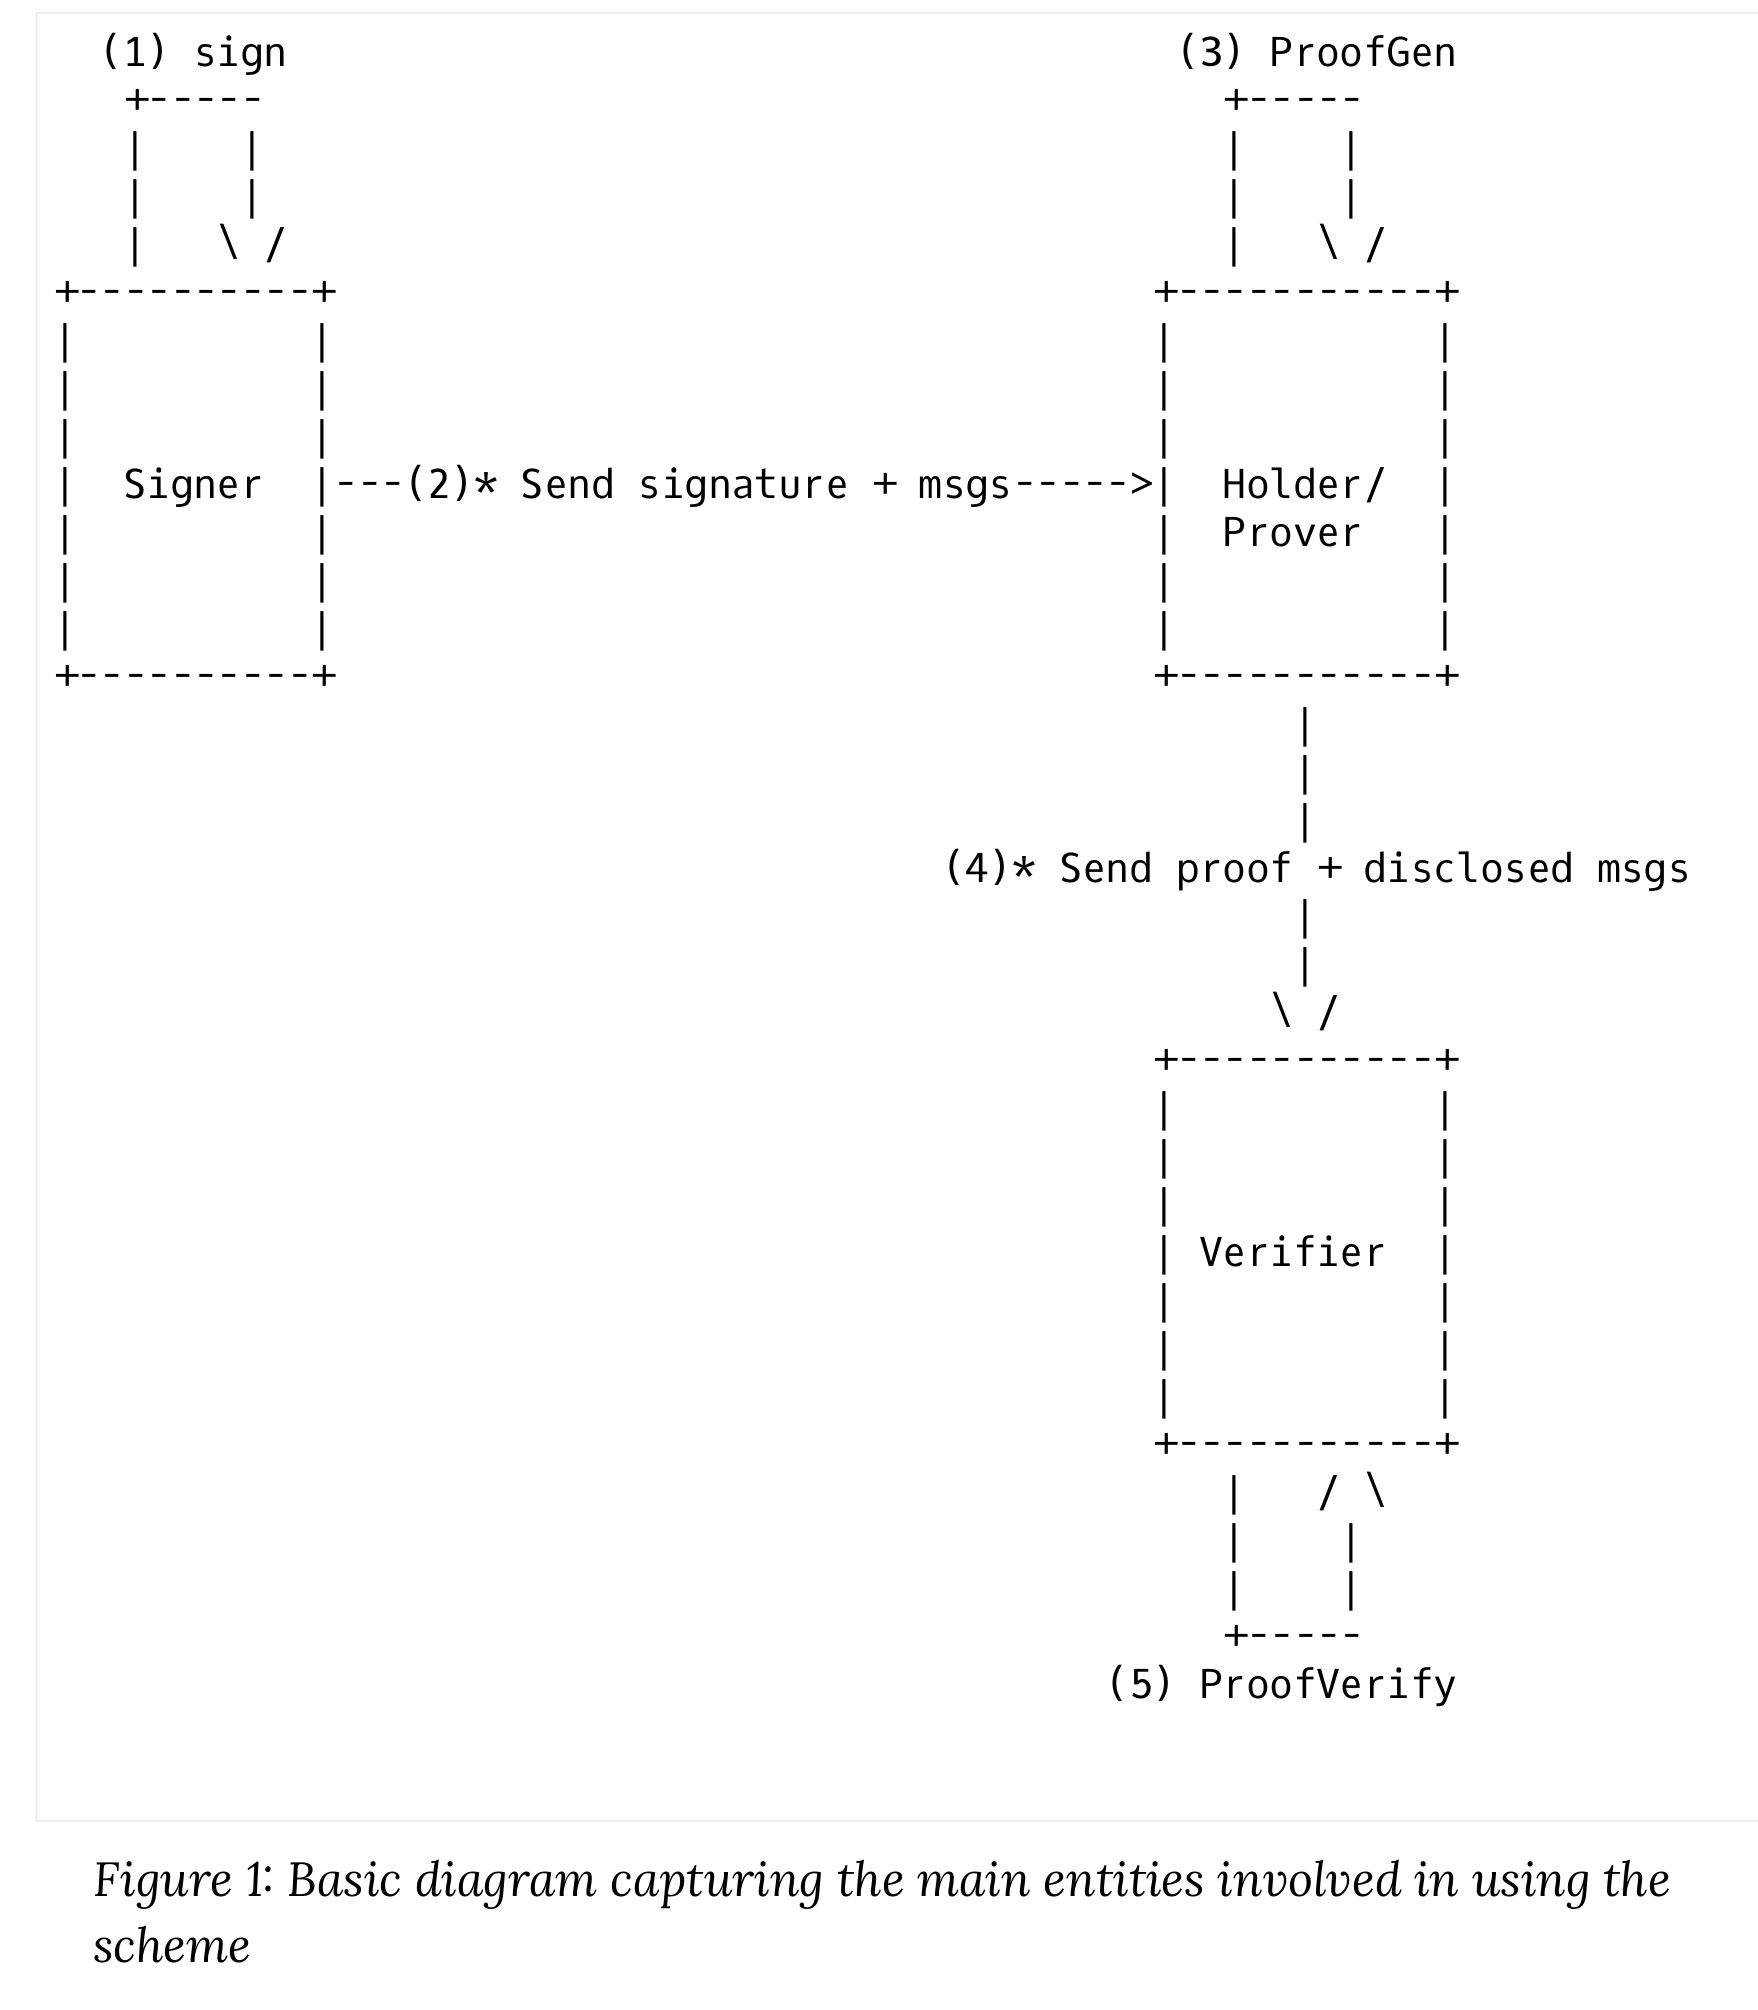 (1) sign
(3) ProofGen
Signer
---(2)* Send signature + msgs----->
Holder/
Prover
(4)* Send proof + disclosed msgs
Verifier
(5) ProofVerify
Figure 1: Basic diagram capturing the main entities involved in using the
scheme